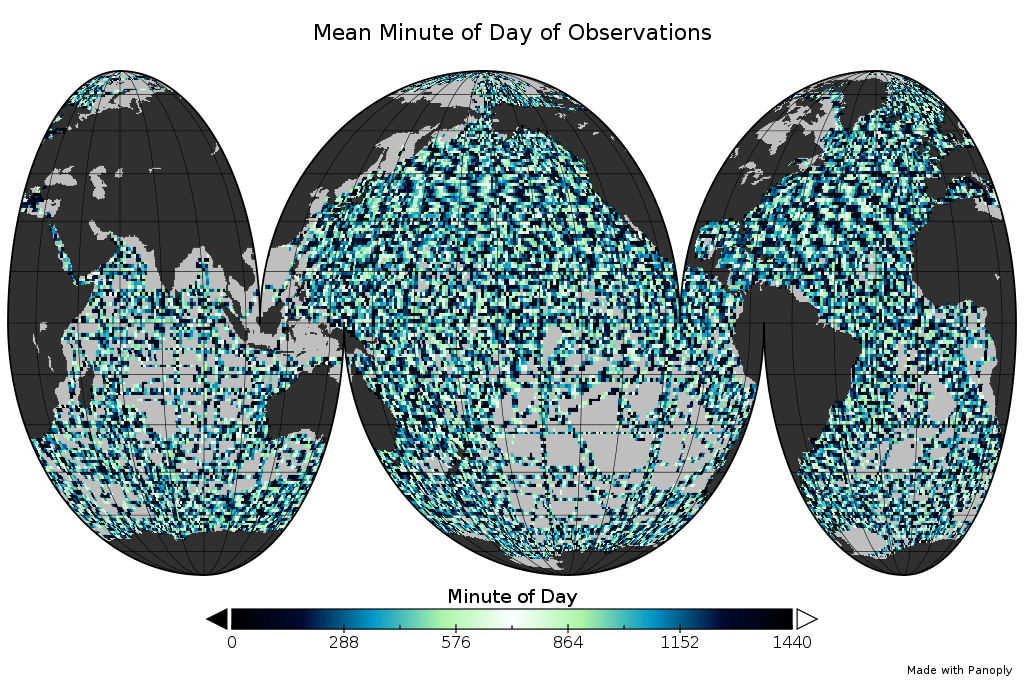 Mean Minute of Day of Observations
Minute of Day
0 288 576 864 1152 1440
Made with Panoply